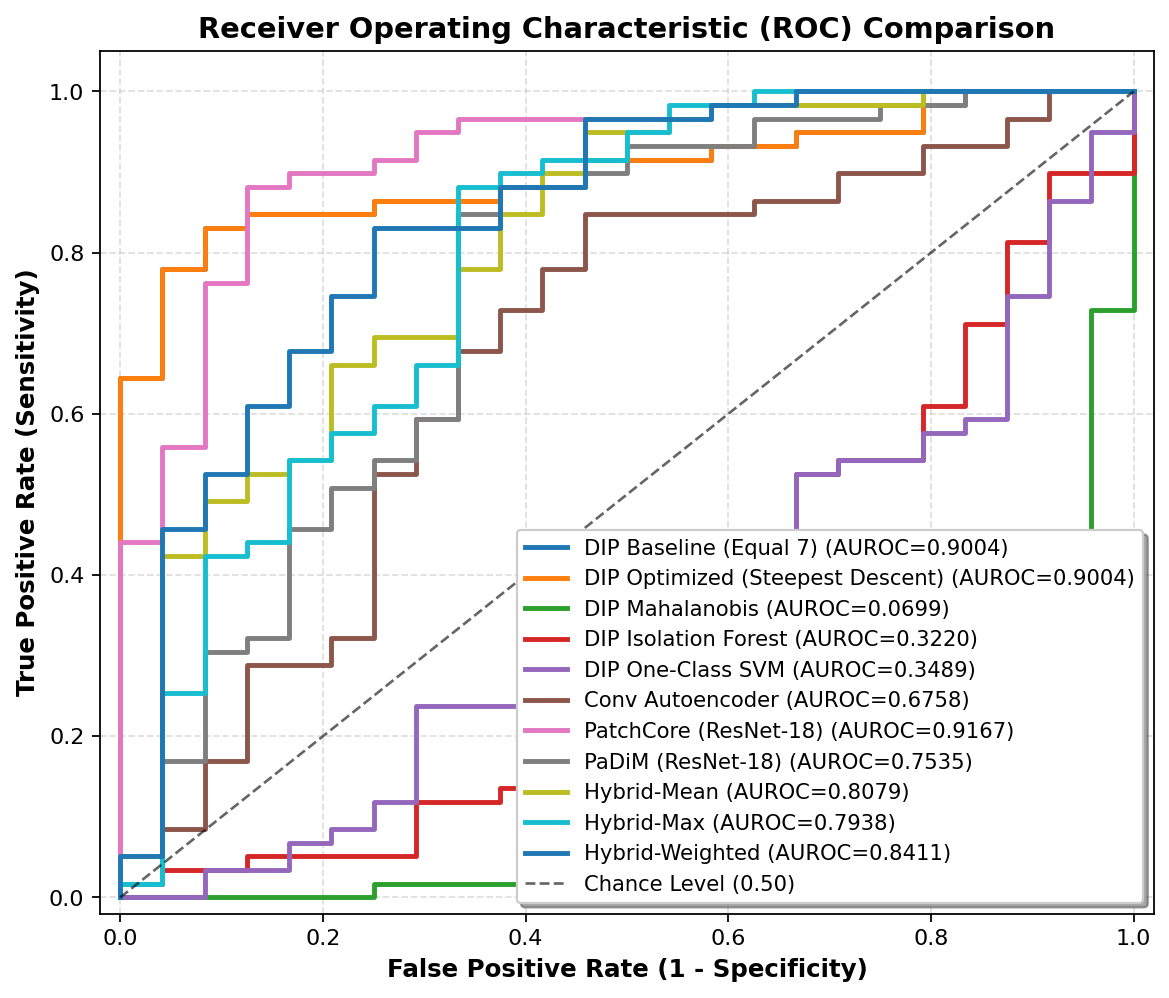 Receiver Operating Characteristic (ROC) Comparison
True Positive Rate (Sensitivity)
1.0
0.8
0.6
0.4
0.2
0.0
DIP Baseline (Equal 7) (AUROC=0.9004)
DIP Optimized (Steepest Descent) (AUROC=0.9004)
DIP Mahalanobis (AUROC=0.0699)
DIP Isolation Forest (AUROC=0.3220)
DIP One-Class SVM (AUROC=0.3489)
Conv Autoencoder (AUROC=0.6758)
PatchCore (ResNet-18) (AUROC=0.9167)
PaDiM (ResNet-18) (AUROC=0.7535)
Hybrid-Mean (AUROC=0.8079)
Hybrid-Max (AUROC=0.7938)
Hybrid-Weighted (AUROC=0.8411)
Chance Level (0.50)
0.0 0.2 0.4 0.6 0.8 1.0
False Positive Rate (1 - Specificity)